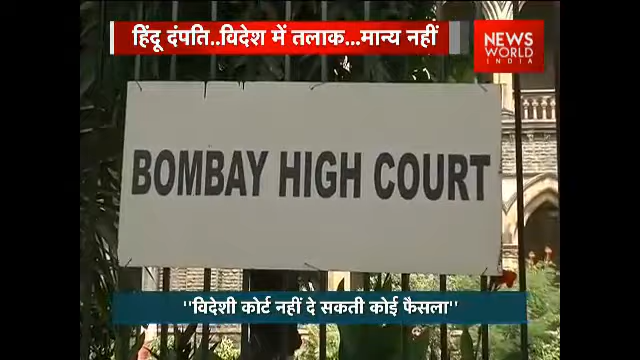 हिंदू दंपति..विदेश में तलाक...मान्य नहीं
NEWS
WORLD
INDIA
BOMBAY HIGH COURT
"विदेशी कोर्ट नहीं दे सकती कोई फैसला"